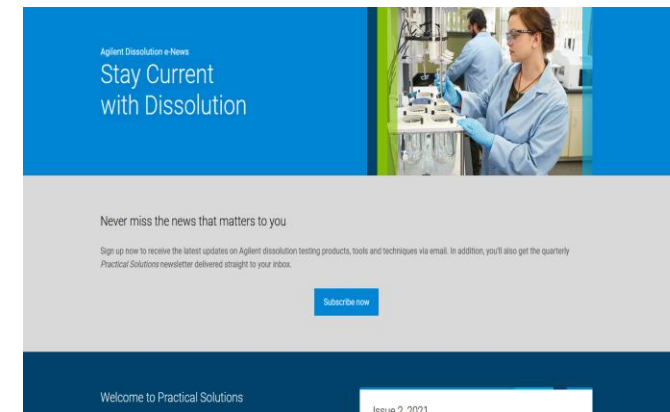 Agilent Dissolution e-News
Stay Current
with Dissolution
Never miss the news that matters to you
Sign up now to receive the latest updates on Agilent dissolution testing products, tools and techniques via email. In addition, you'll also get the quarterly
Practical Solutions newsletter delivered straight to your inbox.
Subscribe now
Welcome to Practical Solutions
Issue 2, 2021